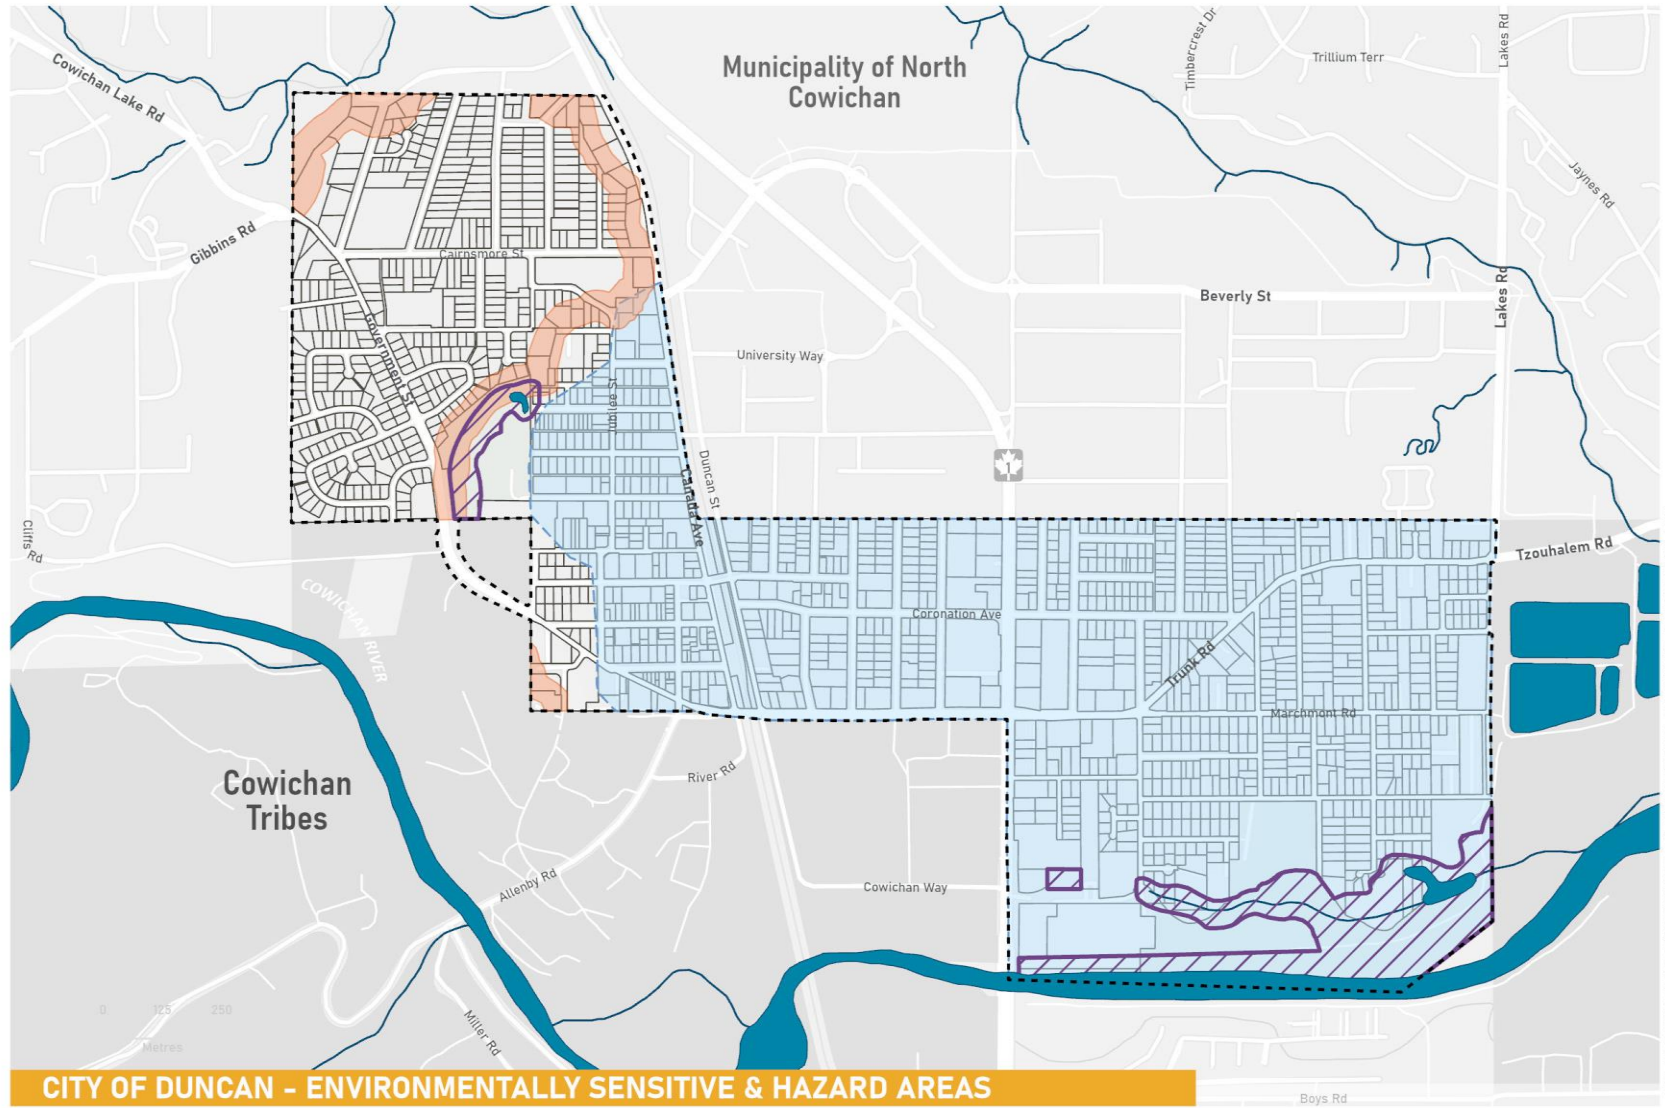 Municipality of North
Cowichan
Timbercrest Dr
Trillium Terr
Lakes Rd
Cowichan Lake Rd
Jaynes Rd
Gibbins Rd
Cairnsmore St
Beverly St
Lakes Rd
Government St
University Way
Jubilee St
1
Duncan St
Canada Ave
Cliffs Rd
Tzouhalem Rd
COWICHAN RIVER
Coronation Ave
Trunk Rd
Marchmont Rd
River Rd
Cowichan
Tribes
Allenby Rd
Cowichan Way
0 125 250
Metres
Miller Rd
CITY OF DUNCAN - ENVIRONMENTALLY SENSITIVE & HAZARD AREAS
Boys Rd